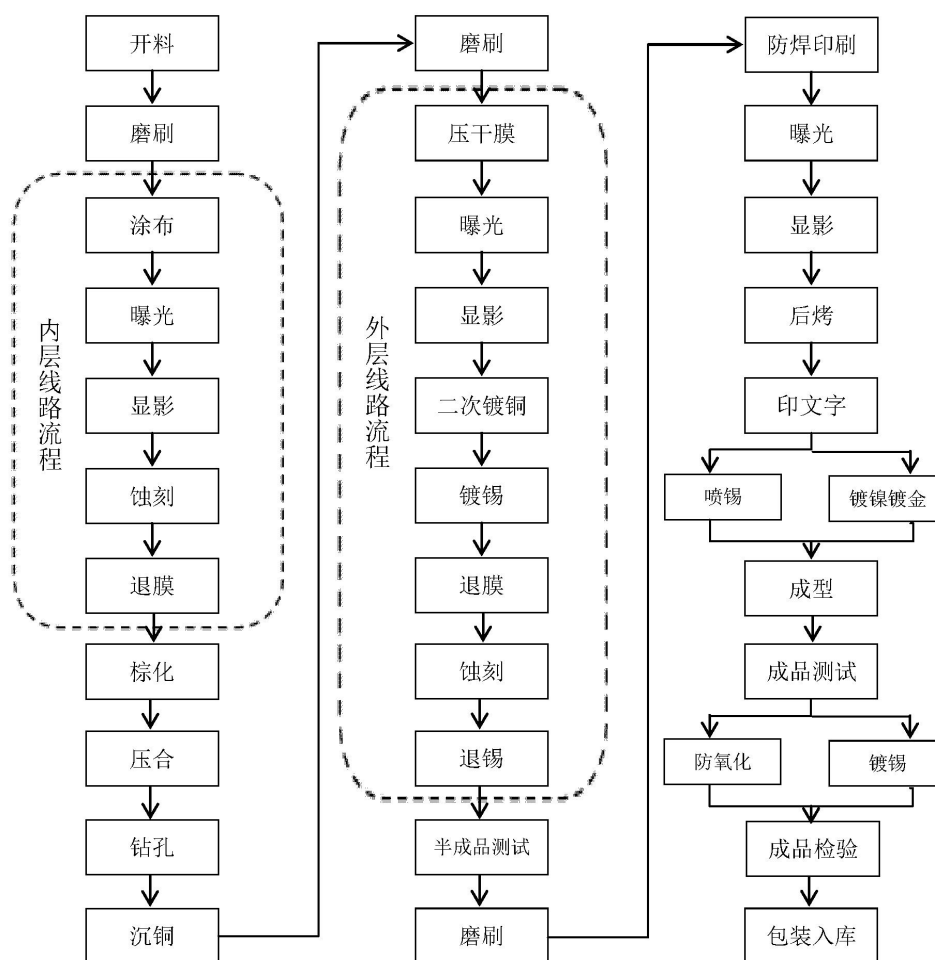 开料
磨刷
内层线路流程
涂布
曝光
显影
蚀刻
退膜
棕化
压合
钻孔
沉铜
磨刷
外层线路流程
压干膜
曝光
显影
二次镀铜
镀锡
退膜
蚀刻
退锡
半成品测试
磨刷
防焊印刷
曝光
显影
后烤
印文字
喷锡
镀镍镀金
成型
成品测试
防氧化
镀锡
成品检验
包装入库